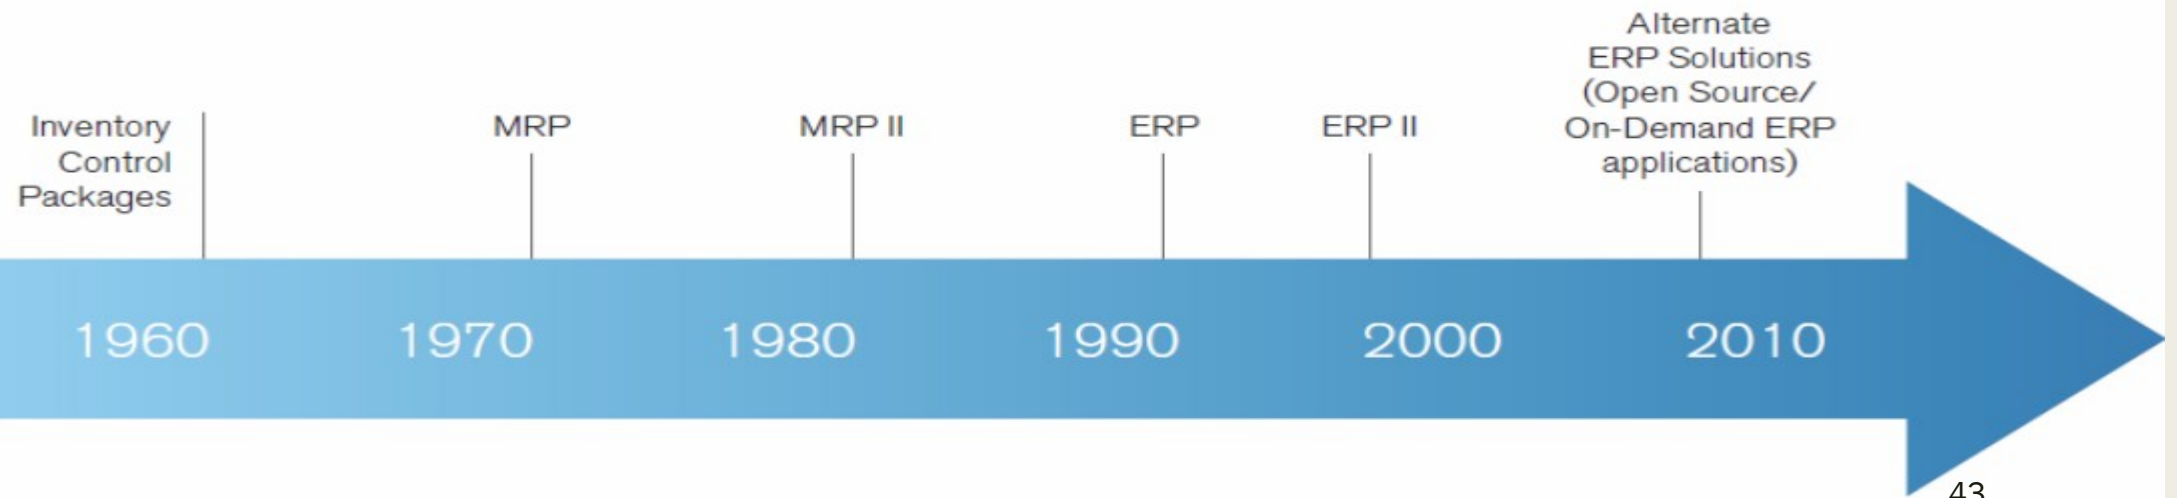 Inventory
Control
Packages
MRP
MRP II
ERP
ERP II
Alternate
ERP Solutions
(Open Source/
On-Demand ERP
applications)
1960
1970
1980
1990
2000
2010
43